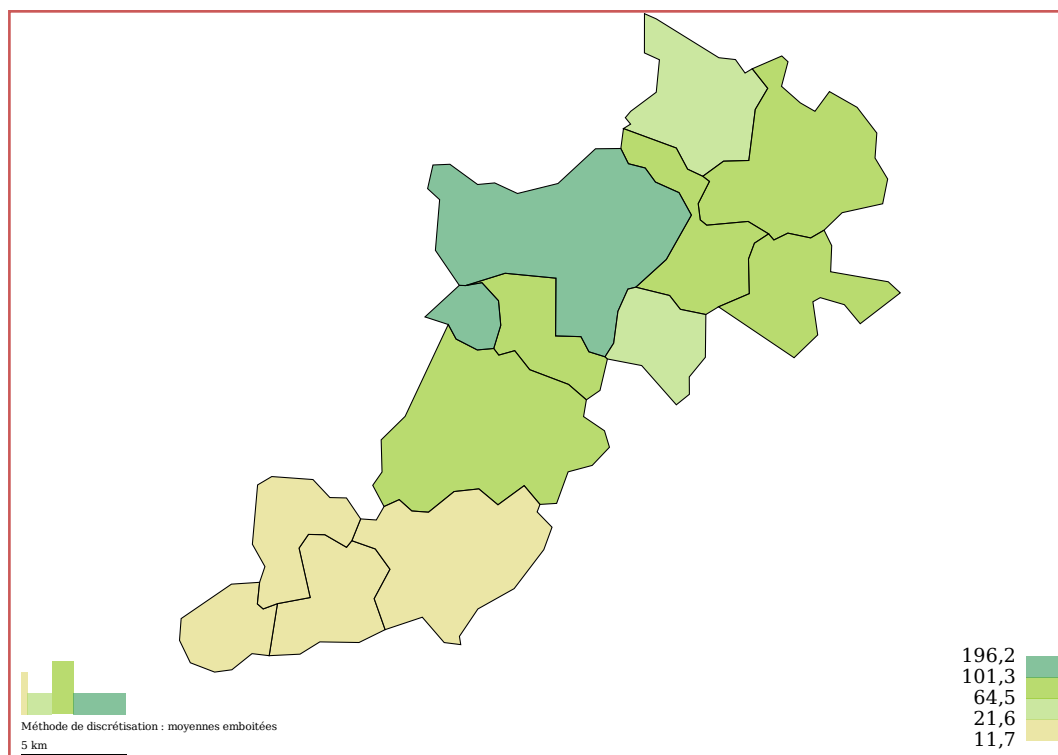 196,2
101,3
64,5
21,6
11,7
Méthode de discrétisation : moyennes emboitées
5 km